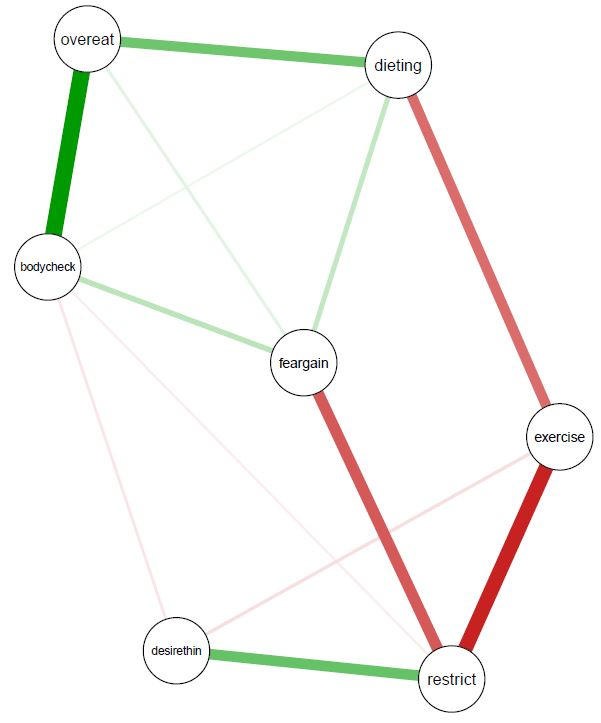 overeat
dieting
bodycheck
feargain
exercise
desirethin
restrict